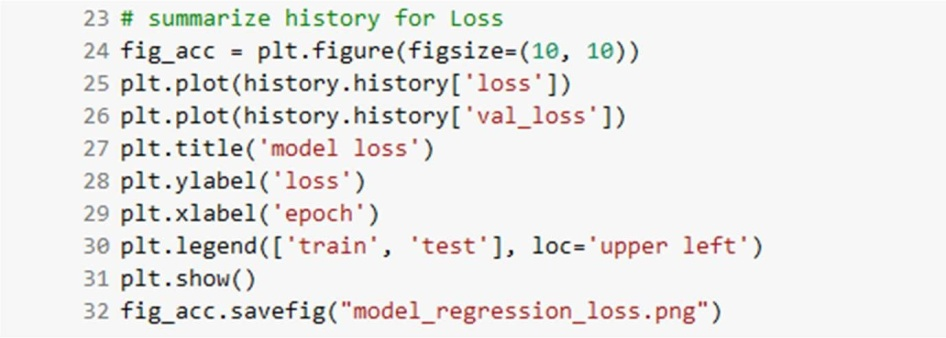 23 # summarize history for Loss
24 fig_acc = plt.figure(figsize=(10, 10))
25 plt.plot(history.history['loss'])
26 plt.plot(history.history['val_loss'])
27 plt.title('model loss')
28 plt.ylabel('loss')
29 plt.xlabel('epoch')
30 plt.legend(['train', 'test'], loc='upper left')
31 plt.show()
32 fig_acc.savefig("model_regression_loss.png")